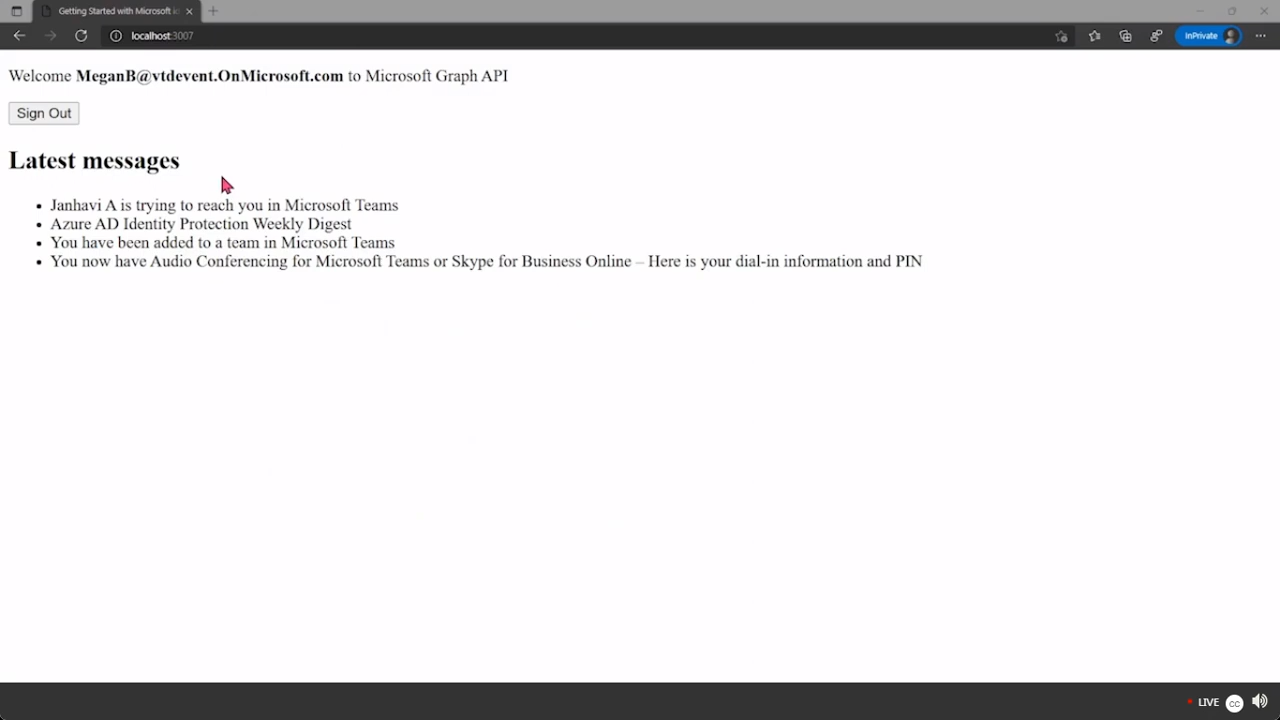 Getting Started with Microsoft
localhost:3007
InPrivate
Welcome MeganB@vtdevent.OnMicrosoft.com to Microsoft Graph API
Sign Out
Latest messages
Janhavi A is trying to reach you in Microsoft Teams
Azure AD Identity Protection Weekly Digest
You have been added to a team in Microsoft Teams
You now have Audio Conferencing for Microsoft Teams or Skype for Business Online – Here is your dial-in information and PIN
LIVE
CC